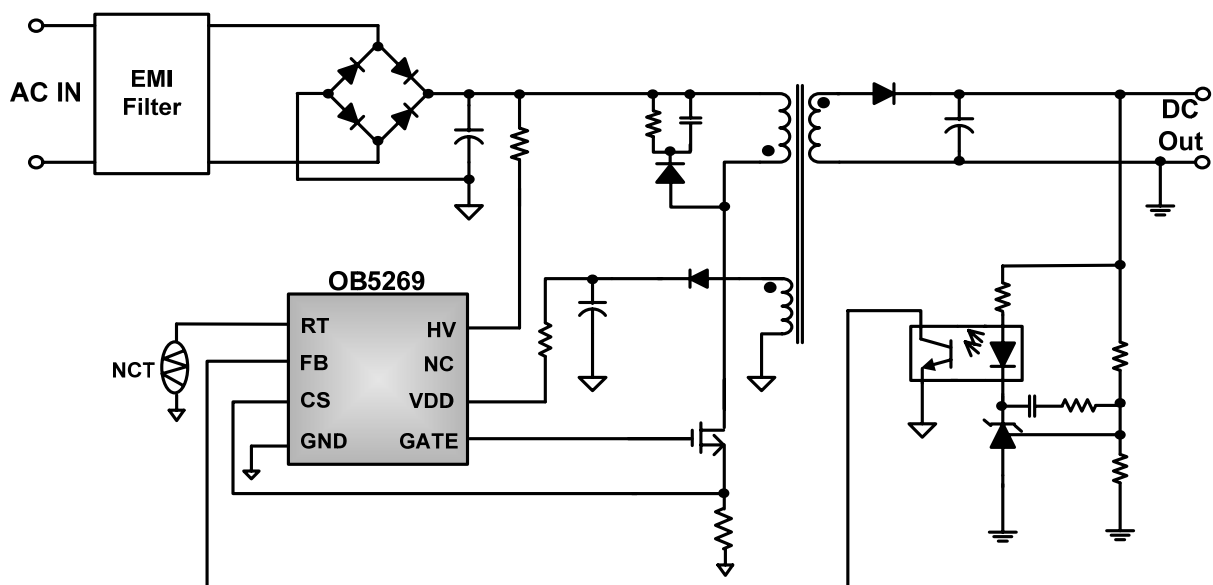 AC IN
EMI
Filter
DC
Out
OB5269
RT
FB
CS
GND
HV
NC
VDD
GATE
NCT